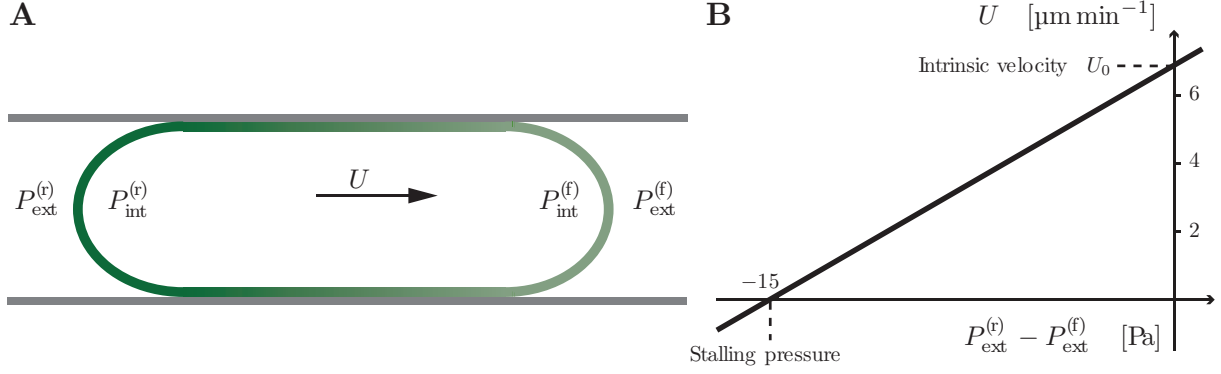 A
P_ext^(r) P_int^(r) U P_int^(f) P_ext^(f)
B
U [µm min⁻¹]
Intrinsic velocity U₀
6
4
2
−15
P_ext^(r) − P_ext^(f) [Pa]
Stalling pressure